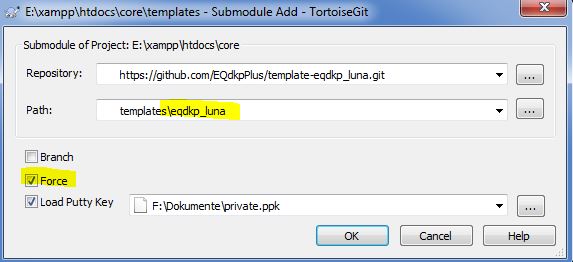 E:\xampp\htdocs\core\templates - Submodule Add - TortoiseGit
Submodule of Project: E:\xampp\htdocs\core
Repository: https://github.com/EQdkpPlus/template-eqdkp_luna.git ...
Path: templates\eqdkp_luna ...
Branch
Force
Load Putty Key F:\Dokumente\private.ppk ...
OK Cancel Help